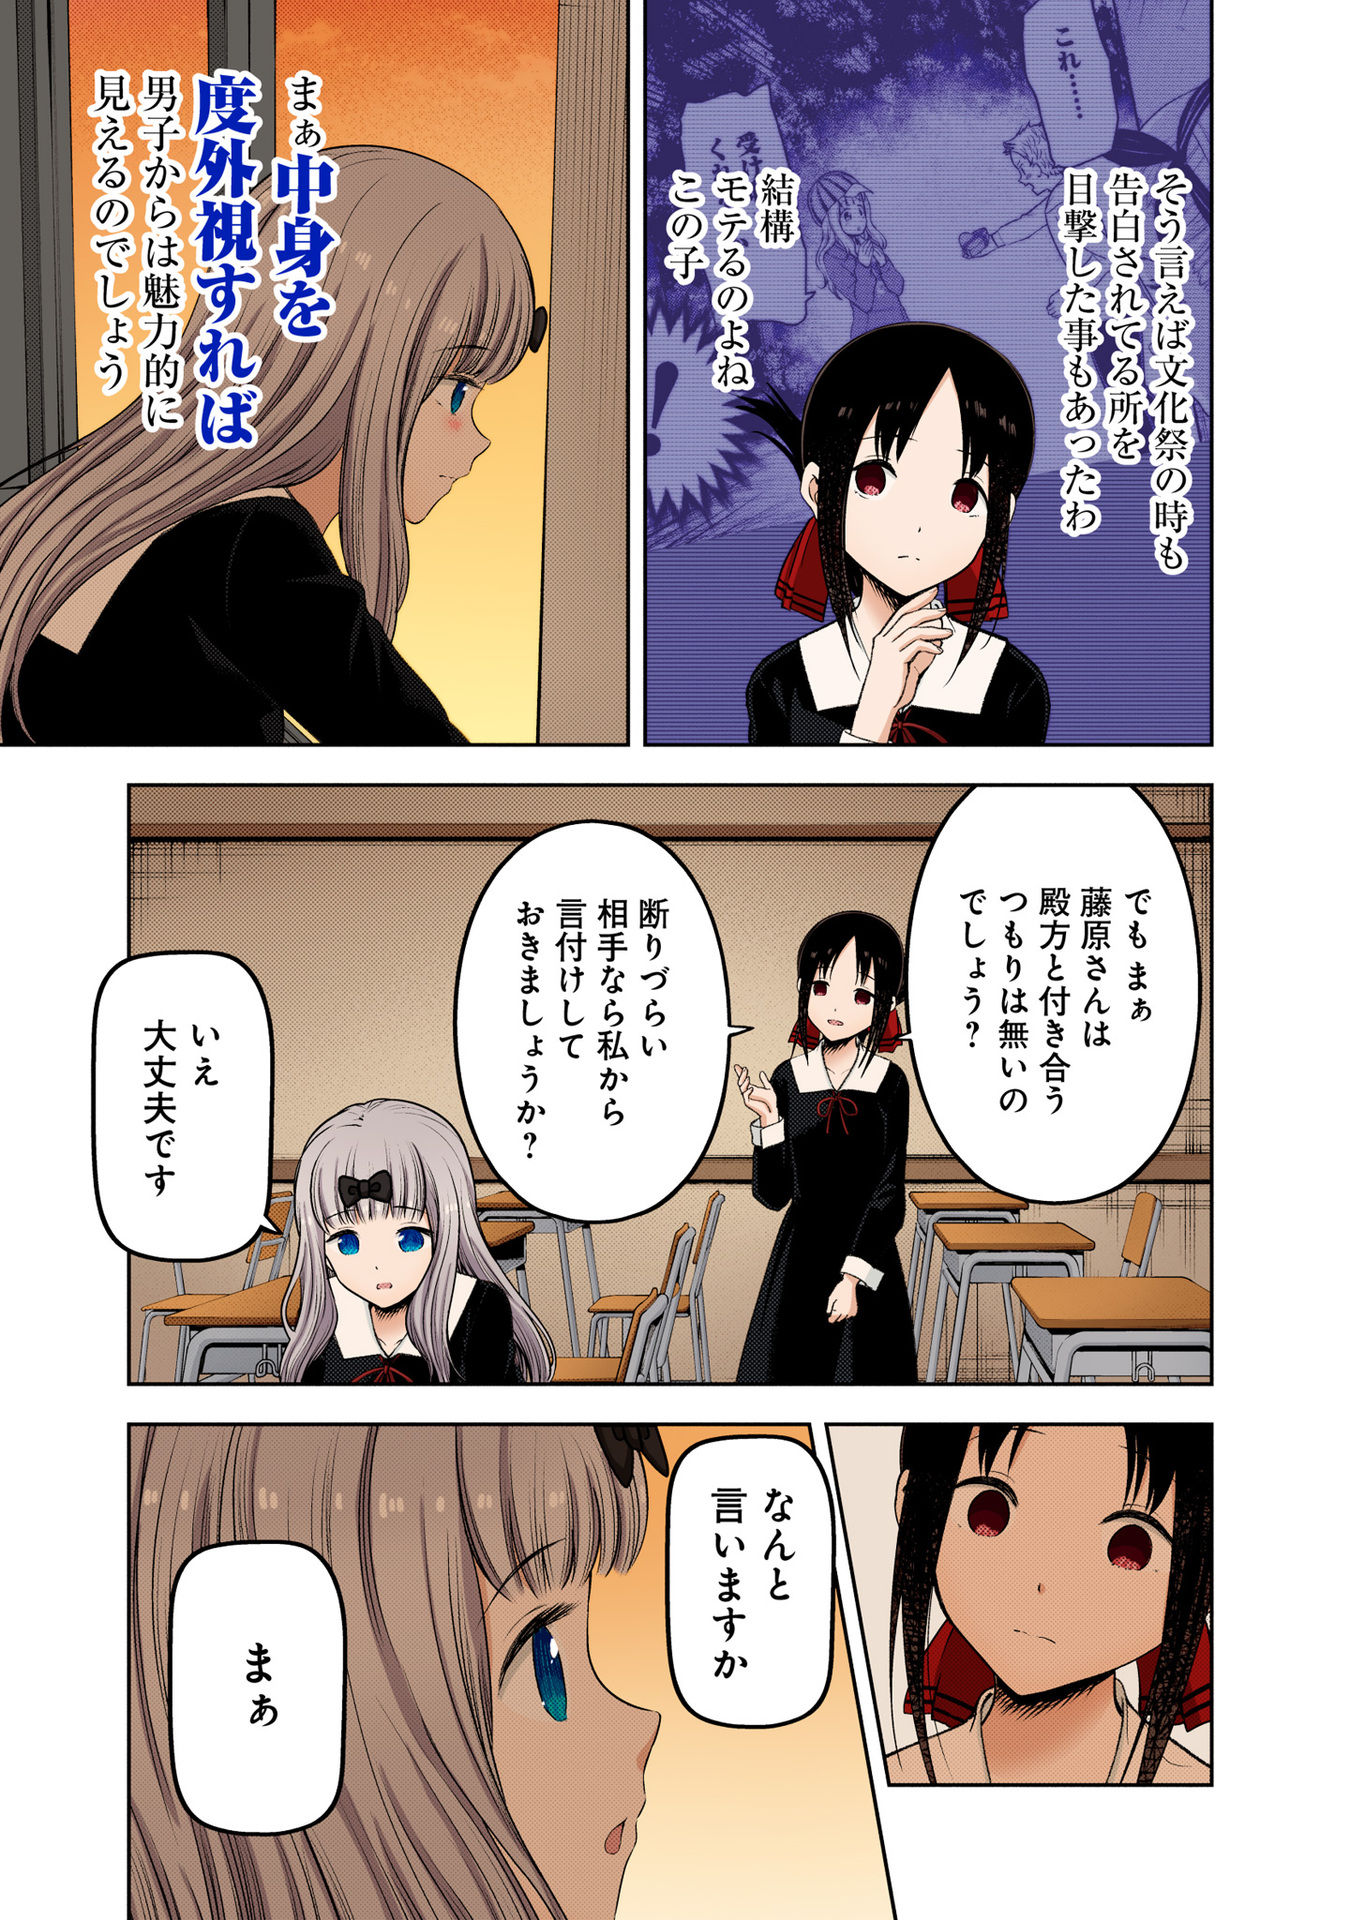 これ……
受け
そう言えば文化祭の時も
告白されてる所を
目撃した事もあったわ
結構
モテるのよね
この子
まぁ中身を
度外視すれば
男子からは魅力的に
見えるのでしょう
でもまぁ
藤原さんは
殿方と付き合う
つもりは無いの
でしょう？
断りづらい
相手なら私から
言付けして
おきましょうか？
いえ
大丈夫です
なんと
言いますか
まぁ